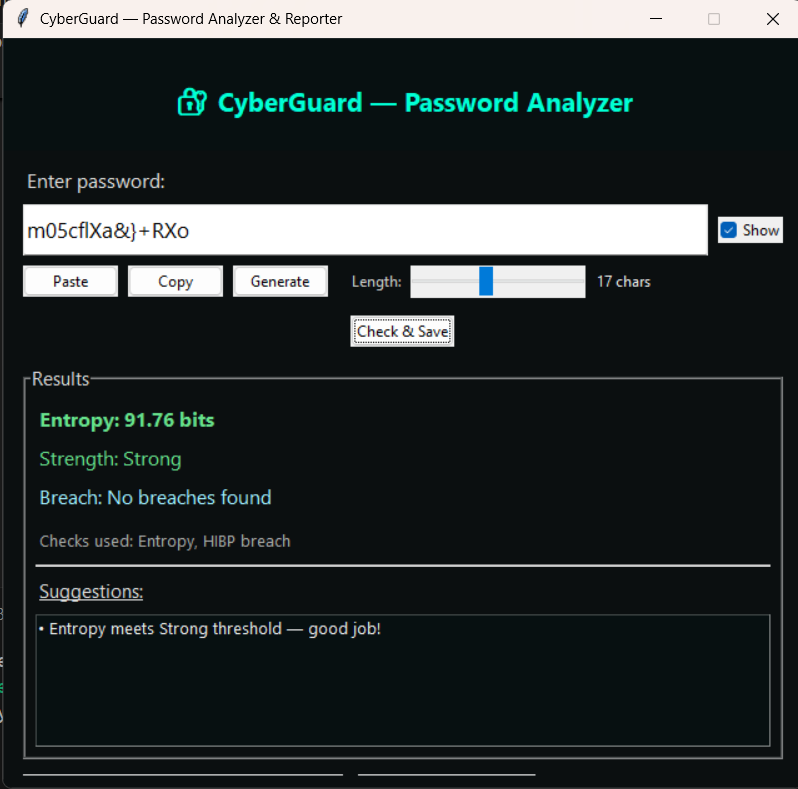 CyberGuard — Password Analyzer & Reporter
CyberGuard — Password Analyzer
Enter password:
m05cflXa&}+RXo
Show
Paste Copy Generate Length: 17 chars
Check & Save
Results
Entropy: 91.76 bits
Strength: Strong
Breach: No breaches found
Checks used: Entropy, HIBP breach
Suggestions:
• Entropy meets Strong threshold — good job!